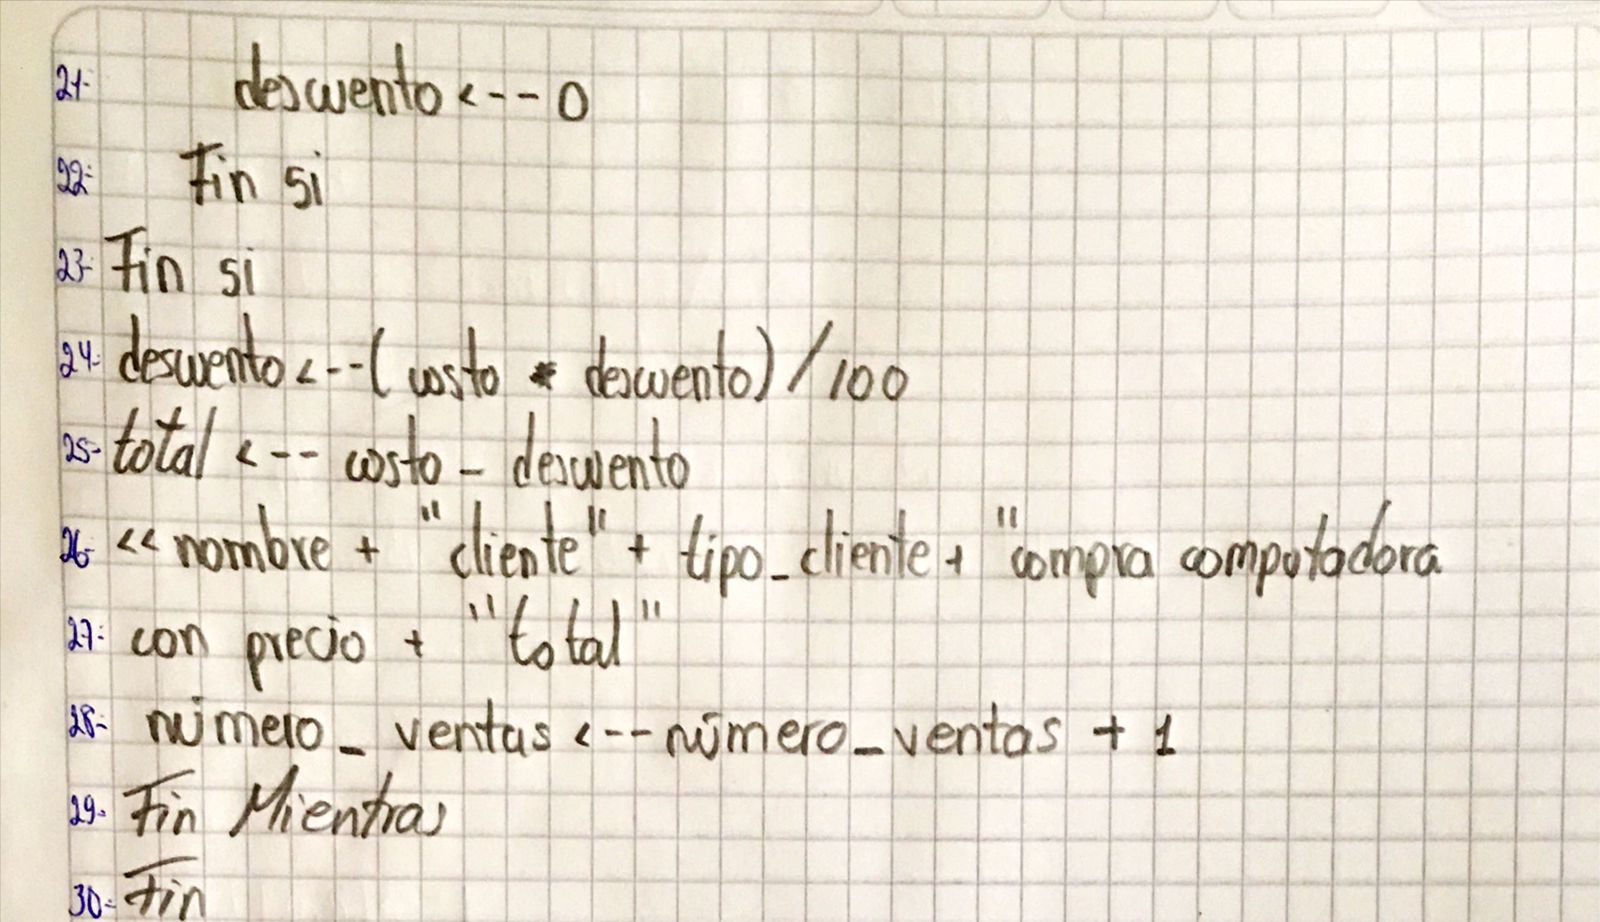 21- descuento <--- 0
22- Fin si
23- Fin si
24- descuento <--( costo * descuento) / 100
25- total <-- costo - descuento
26- << nombre + "cliente" + tipo_cliente + "compra computadora
27- con precio + "total"
28- número_ventas <-- número_ventas + 1
29- Fin Mientras
30- Fin